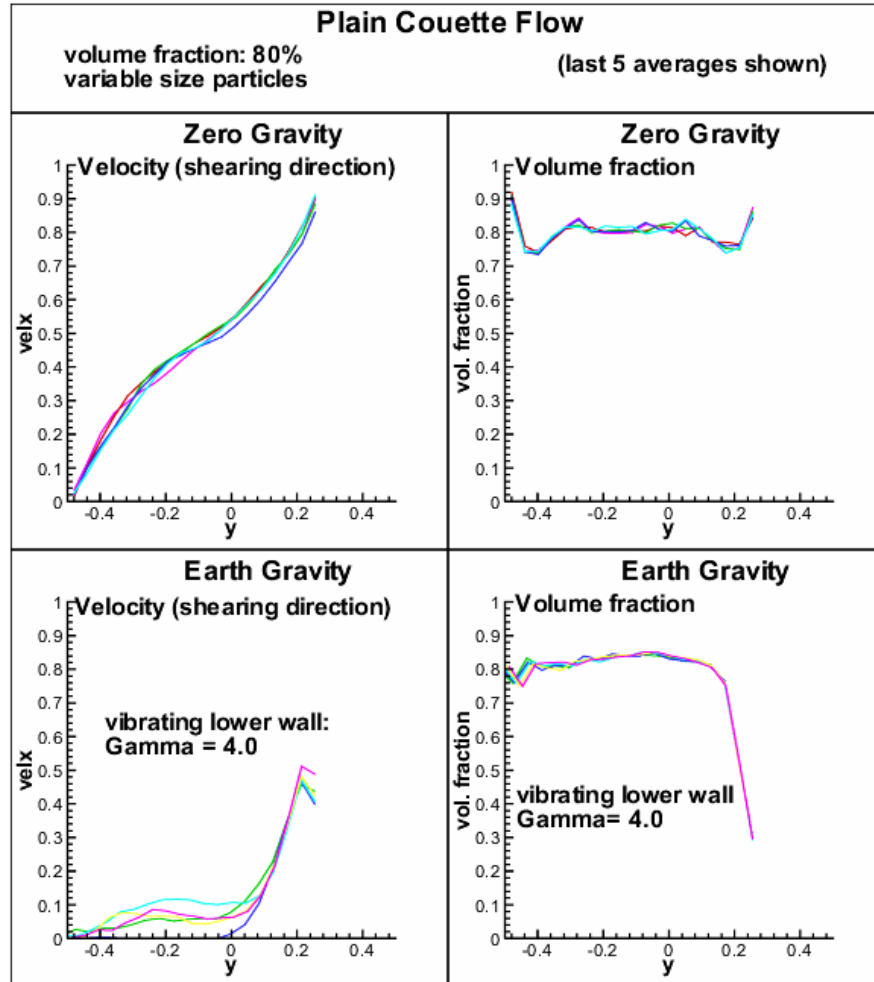 Plain Couette Flow
volume fraction: 80%
variable size particles
(last 5 averages shown)
Zero Gravity
Velocity (shearing direction)
1
0.9
0.8
0.7
0.6
0.5
0.4
0.3
0.2
0.1
0
velx
-0.4 -0.2 0 0.2 0.4
y
Zero Gravity
Volume fraction
1
0.9
0.8
0.7
0.6
0.5
0.4
0.3
0.2
0.1
0
vol. fraction
-0.4 -0.2 0 0.2 0.4
y
Earth Gravity
Velocity (shearing direction)
1
0.9
0.8
0.7
0.6
0.5
0.4
0.3
0.2
0.1
0
velx
vibrating lower wall:
Gamma = 4.0
-0.4 -0.2 0 0.2 0.4
y
Earth Gravity
Volume fraction
1
0.9
0.8
0.7
0.6
0.5
0.4
0.3
0.2
0.1
0
vol. fraction
vibrating lower wall
Gamma= 4.0
-0.4 -0.2 0 0.2 0.4
y